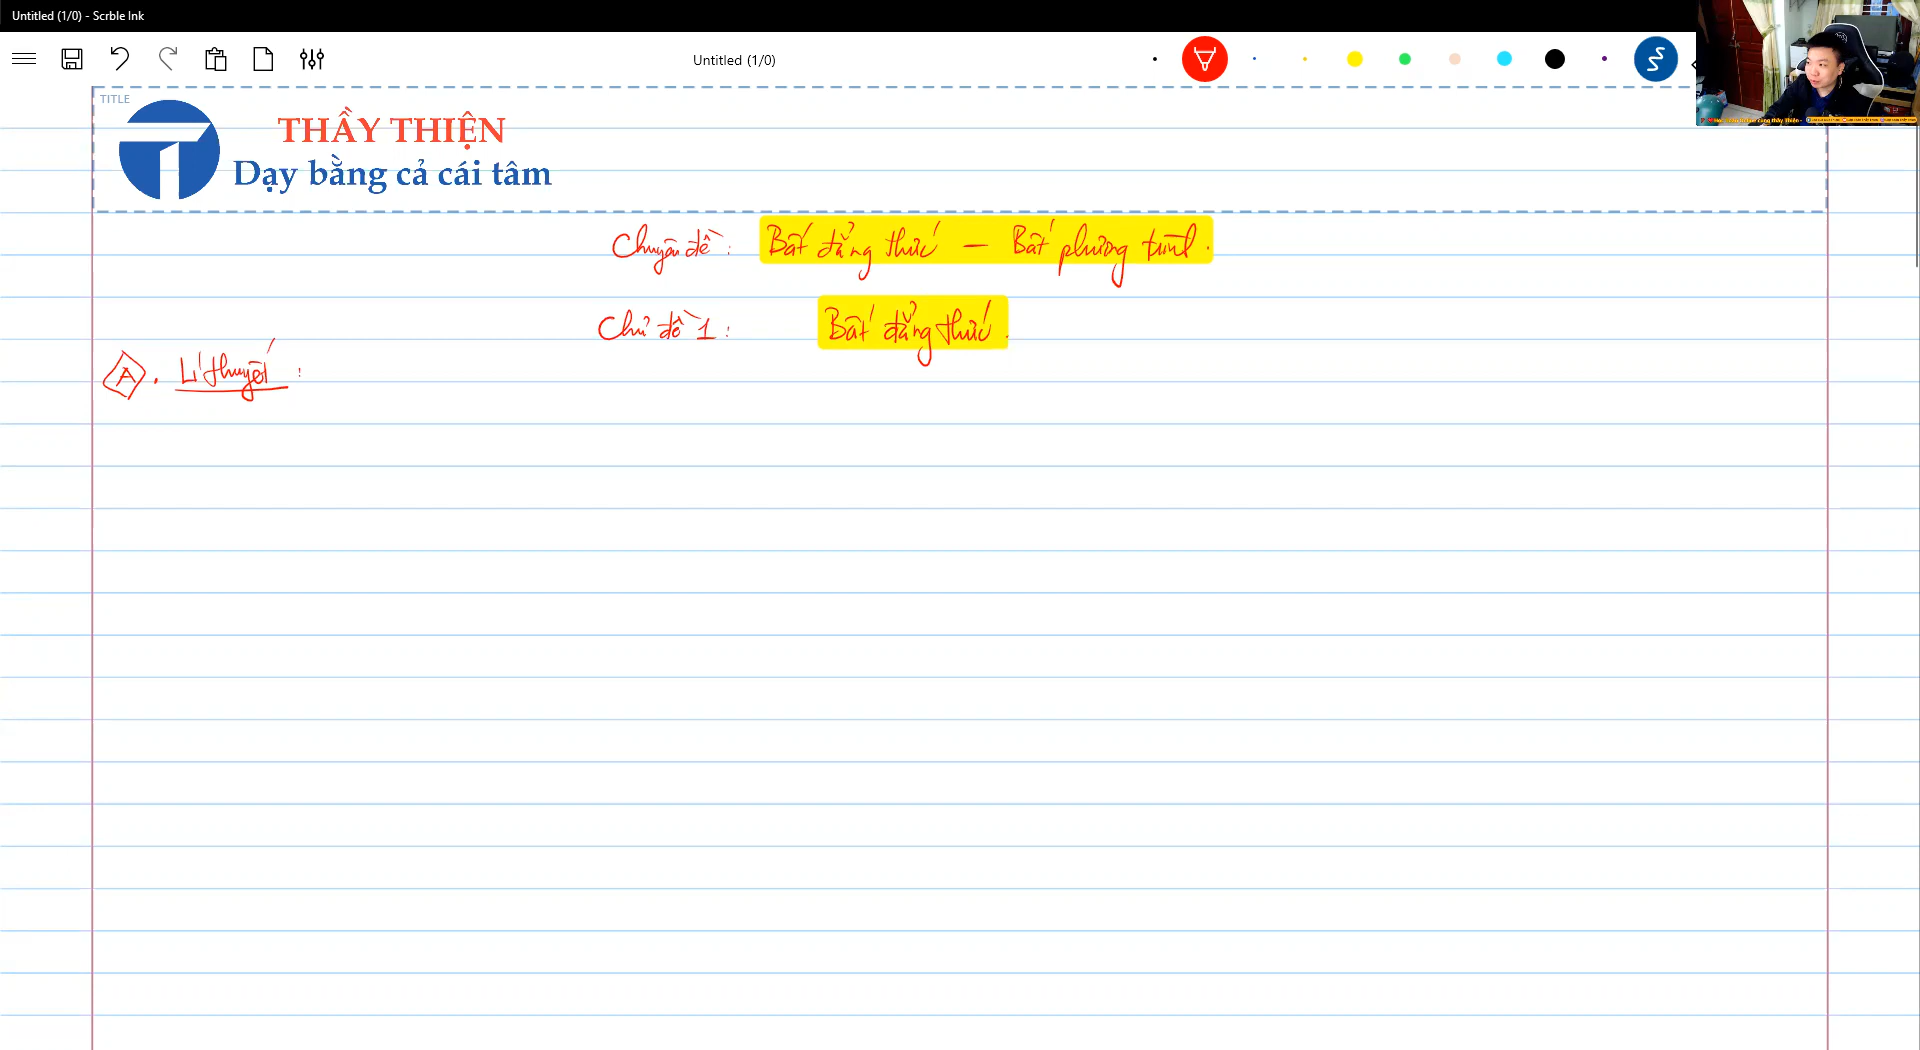 Untitled (1/0) - Scrble Ink
Untitled (1/0)
TITLE
THẦY THIỆN
Dạy bằng cả cái tâm
Chuyên đề: Bất đẳng thức – Bất phương trình.
Chủ đề 1: Bất đẳng thức.
A. Lí thuyết: